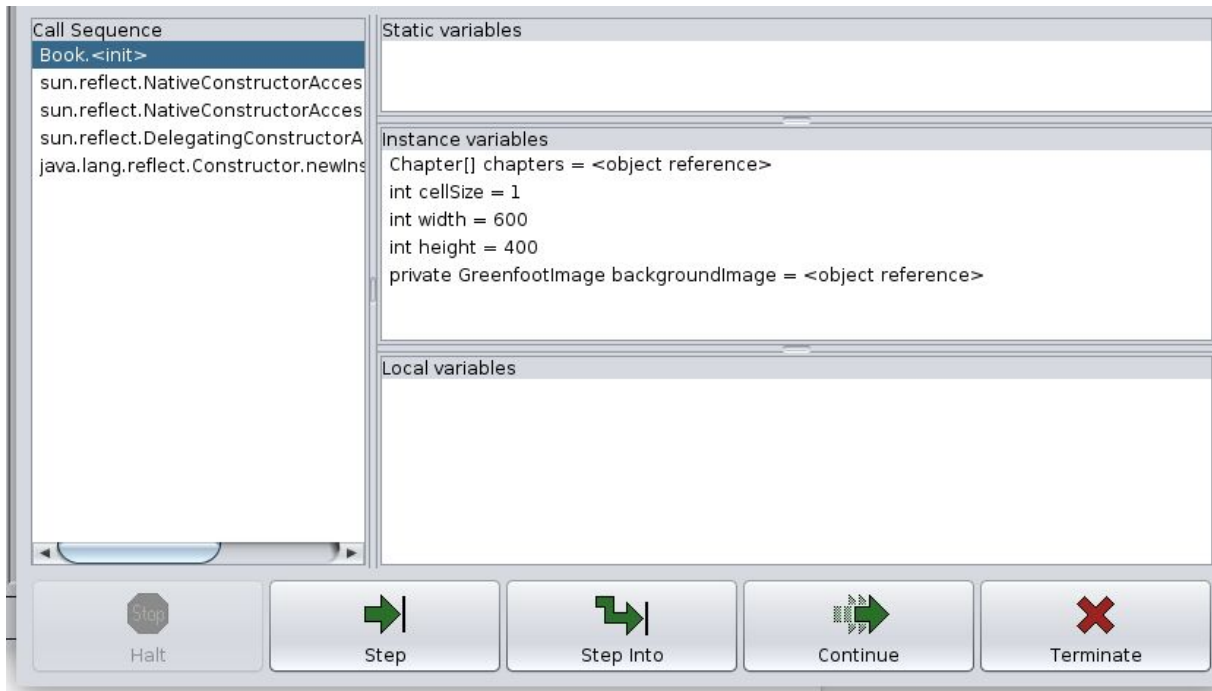 Call Sequence
Book.<init>
sun.reflect.NativeConstructorAcces
sun.reflect.NativeConstructorAcces
sun.reflect.DelegatingConstructorA
java.lang.reflect.Constructor.newIns
Static variables
Instance variables
Chapter[] chapters = <object reference>
int cellSize = 1
int width = 600
int height = 400
private GreenfootImage backgroundImage = <object reference>
Local variables
Stop
Halt
Step
Step Into
Continue
Terminate